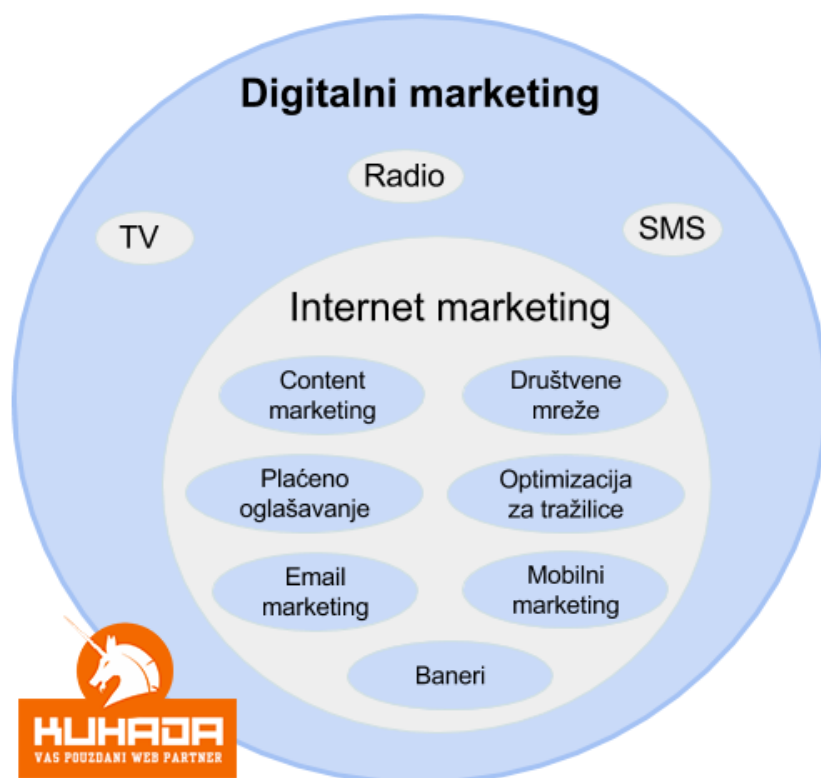 Digitalni marketing
Radio
TV
SMS
Internet marketing
Content
marketing
Društvene
mreže
Plaćeno
oglašavanje
Optimizacija
za tražilice
Email
marketing
Mobilni
marketing
Baneri
KUHADA
VAS POUZDANI WEB PARTNER